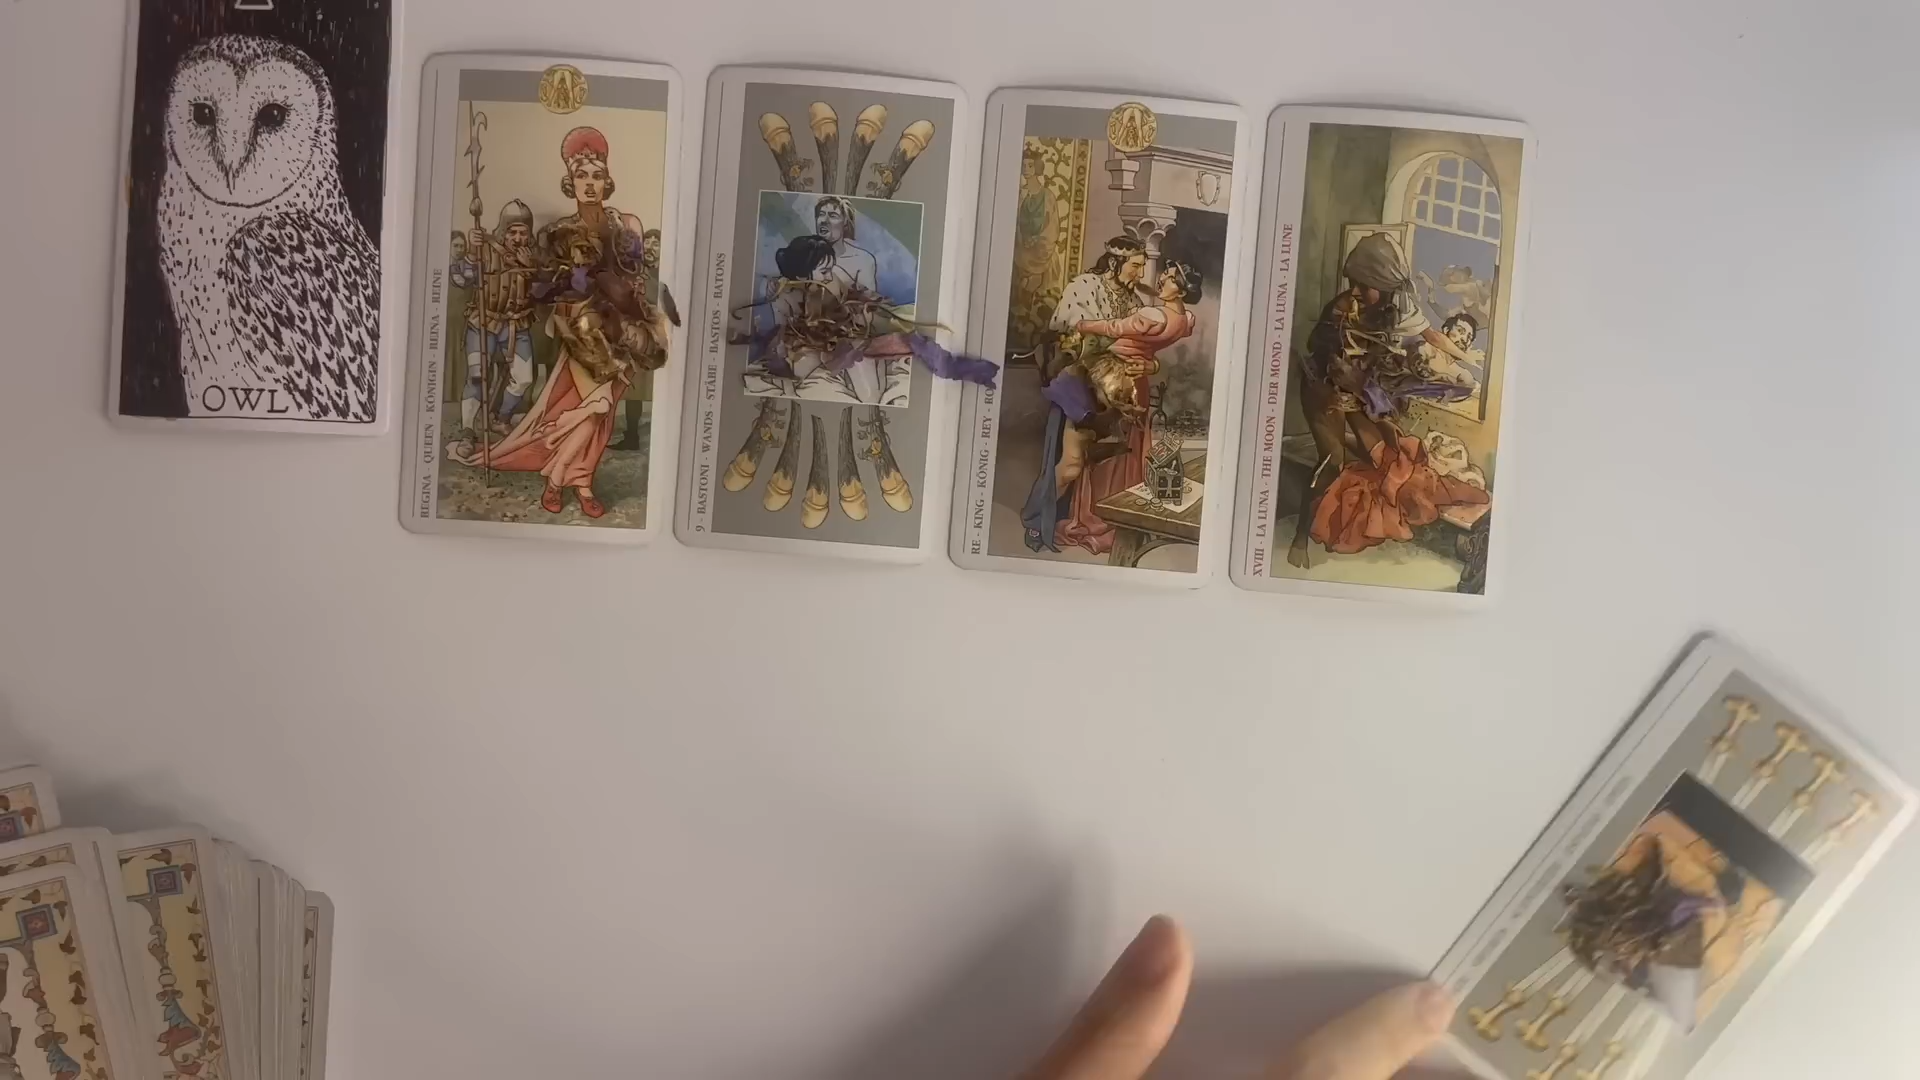 OWL
REGINA - QUEEN - KÖNIGIN - REINA - REINE
9 - BASTONI - WANDS - STÄBE - BASTOS - BATONS
RE - KING - KÖNIG - REY -
XVIII - LA LUNA - THE MOON - DER MOND - LA LUNA - LA LUNE